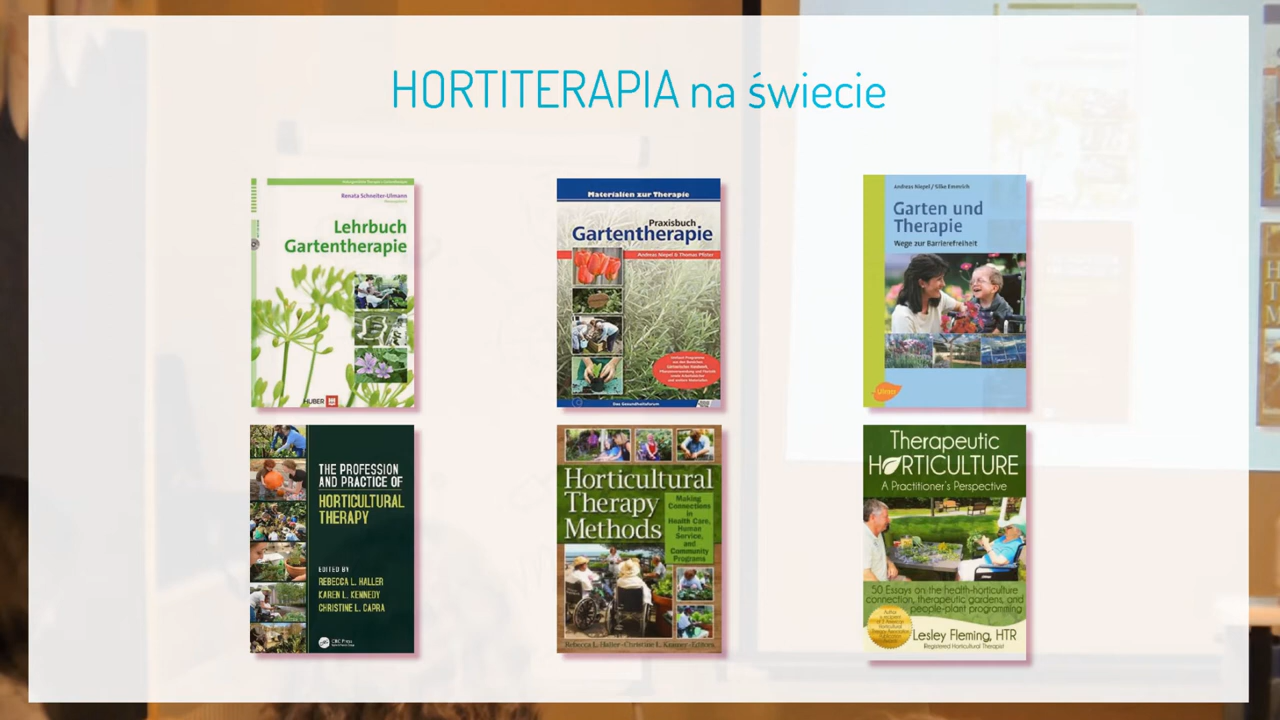 HORTITERAPIA na świecie
Renata Schneiter-Ulmann
Lehrbuch
Gartentherapie
HUBER
Materialien zur Therapie
Praxisbuch
Gartentherapie
Andreas Niepel & Thomas Pfister
Das Gesundheitsforum
Andreas Niepel / Silke Emmrich
Garten und
Therapie
Wege zur Barrierefreiheit
Ulmer
THE PROFESSION
AND PRACTICE OF
HORTICULTURAL
THERAPY
EDITED BY
REBECCA L. HALLER
KAREN L. KENNEDY
CHRISTINE L. CAPRA
CRC Press
Horticultural
Therapy
Methods
Making
Connections
in
Health Care,
Human
Service,
and
Community
Programs
Rebecca L. Haller-Christine L. Kramer-Editors
Therapeutic
HORTICULTURE
A Practitioner's Perspective
50 Essays on the health-horticulture
connection, therapeutic gardens, and
people-plant programming
Lesley Fleming, HTR
Registered Horticultural Therapist